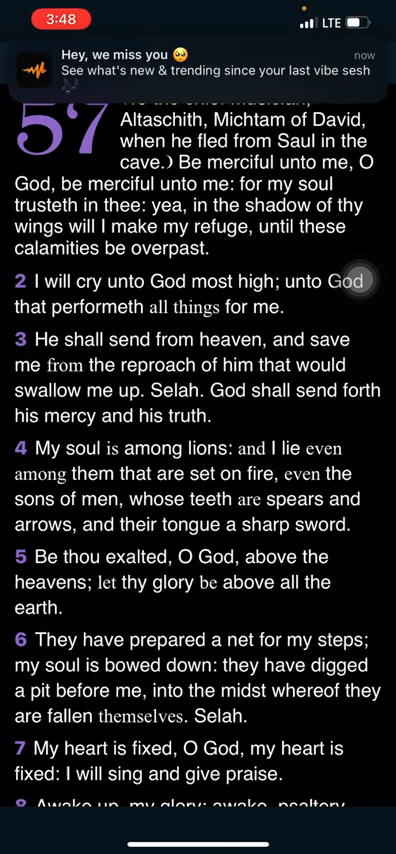 3:48
LTE
Hey, we miss you 🥺
now
See what's new & trending since your last vibe sesh
🎶
57
Altaschith, Michtam of David,
when he fled from Saul in the
cave.) Be merciful unto me, O
God, be merciful unto me: for my soul
trusteth in thee: yea, in the shadow of thy
wings will I make my refuge, until these
calamities be overpast.
2 I will cry unto God most high; unto God
that performeth all things for me.
3 He shall send from heaven, and save
me from the reproach of him that would
swallow me up. Selah. God shall send forth
his mercy and his truth.
4 My soul is among lions: and I lie even
among them that are set on fire, even the
sons of men, whose teeth are spears and
arrows, and their tongue a sharp sword.
5 Be thou exalted, O God, above the
heavens; let thy glory be above all the
earth.
6 They have prepared a net for my steps;
my soul is bowed down: they have digged
a pit before me, into the midst whereof they
are fallen themselves. Selah.
7 My heart is fixed, O God, my heart is
fixed: I will sing and give praise.
8 Awake up, my glory; awake, psaltery